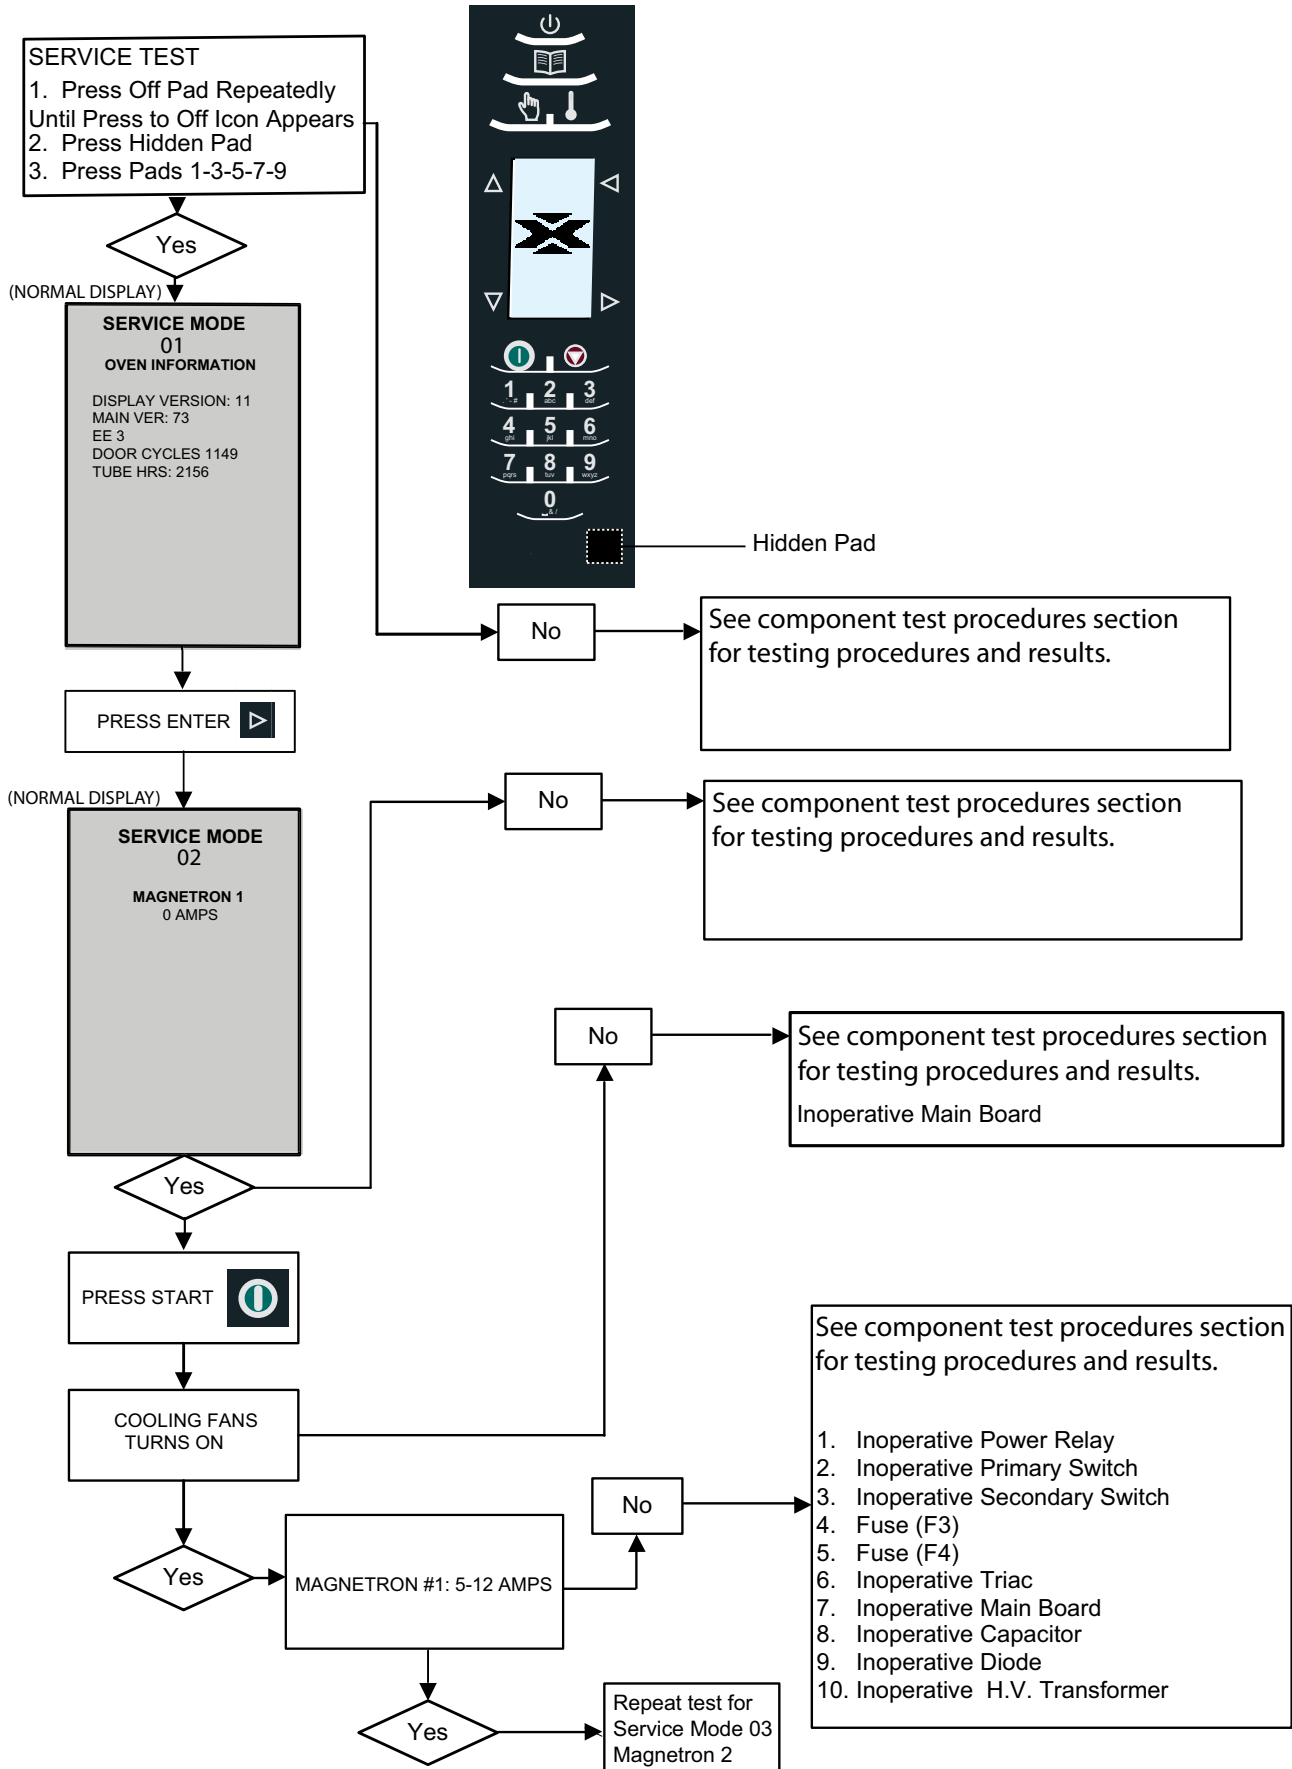 SERVICE TEST
1. Press Off Pad Repeatedly
Until Press to Off Icon Appears
2. Press Hidden Pad
3. Press Pads 1-3-5-7-9
Yes
(NORMAL DISPLAY)
SERVICE MODE
01
OVEN INFORMATION
DISPLAY VERSION: 11
MAIN VER: 73
EE 3
DOOR CYCLES 1149
TUBE HRS: 2156
1 2 3
abc def
4 5 6
ghi jkl mno
7 8 9
pqrs tuv wxyz
0
Hidden Pad
No
See component test procedures section
for testing procedures and results.
PRESS ENTER
(NORMAL DISPLAY)
SERVICE MODE
02
MAGNETRON 1
0 AMPS
No
See component test procedures section
for testing procedures and results.
Yes
No
See component test procedures section
for testing procedures and results.
Inoperative Main Board
PRESS START
COOLING FANS
TURNS ON
Yes
MAGNETRON #1: 5-12 AMPS
No
See component test procedures section
for testing procedures and results.
1. Inoperative Power Relay
2. Inoperative Primary Switch
3. Inoperative Secondary Switch
4. Fuse (F3)
5. Fuse (F4)
6. Inoperative Triac
7. Inoperative Main Board
8. Inoperative Capacitor
9. Inoperative Diode
10. Inoperative H.V. Transformer
Yes
Repeat test for
Service Mode 03
Magnetron 2